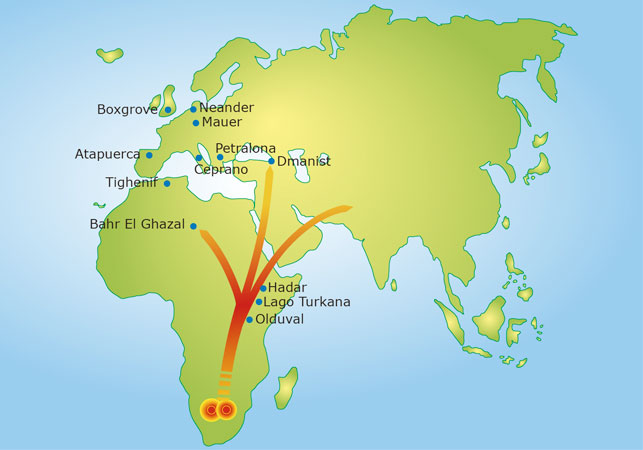 Boxgrove
Neander
Mauer
Atapuerca
Petralona
Ceprano
Dmanist
Tighenif
Bahr El Ghazal
Hadar
Lago Turkana
Olduval